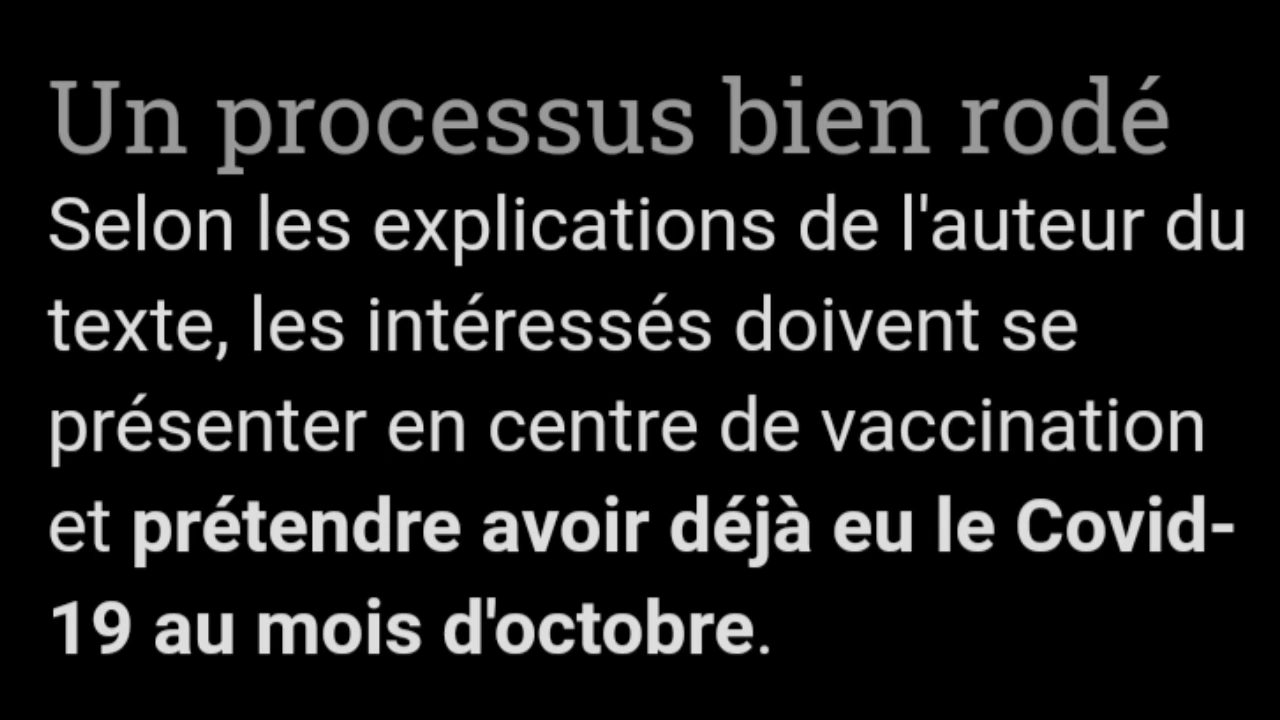 Un processus bien rodé
Selon les explications de l'auteur du
texte, les intéressés doivent se
présenter en centre de vaccination
et prétendre avoir déjà eu le Covid-
19 au mois d'octobre.